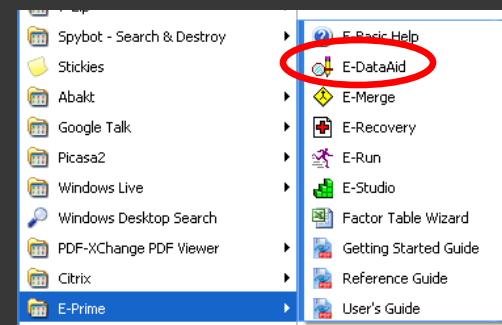 Spybot - Search & Destroy
Stickies
Abakt
Google Talk
Picasa2
Windows Live
Windows Desktop Search
PDF-XChange PDF Viewer
Citrix
E-Prime
E-Basic Help
E-DataAid
E-Merge
E-Recovery
E-Run
E-Studio
Factor Table Wizard
Getting Started Guide
Reference Guide
User's Guide